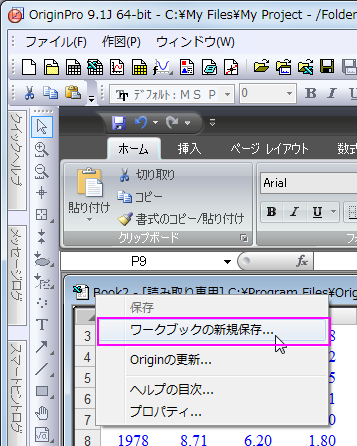 OriginPro 9.1J 64-bit - C:¥My Files¥My Project - /Folder
ファイル(F) 作図(P) ウィンドウ(W)
デフォルト: M S P 0 B I
クイックヘルプ
メッセージログ
スマートヒントログ
ホーム 挿入 ページ レイアウト 数式
貼り付け
切り取り
コピー
書式のコピー/貼り付け
クリップボード
Arial
B I U
P9 fx
Book2 - [読み取り専用] C:¥Program Files¥Orig
保存
3 ワークブックの新規保存... 8
4 2
5 Originの更新... 5
6 2
ヘルプの目次...
7 0
プロパティ...
8 1978 8.71 6.20 1.80